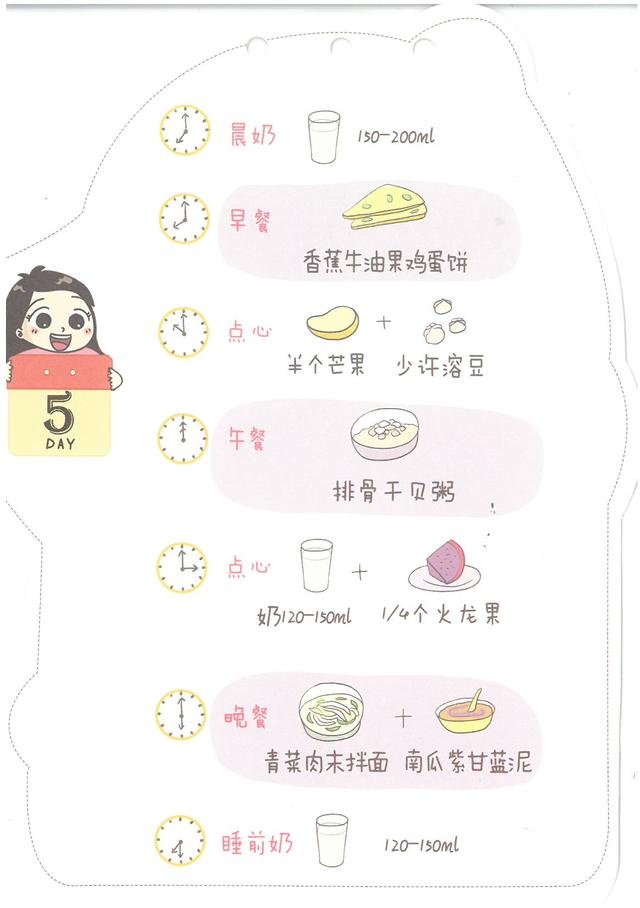 晨奶 150-200ml
早餐
香蕉牛油果鸡蛋饼
点心
半个芒果 少许溶豆
5
DAY
午餐
排骨干贝粥
点心
奶120-150ml 1/4个火龙果
晚餐
青菜肉末拌面 南瓜紫甘蓝泥
睡前奶 120-150ml